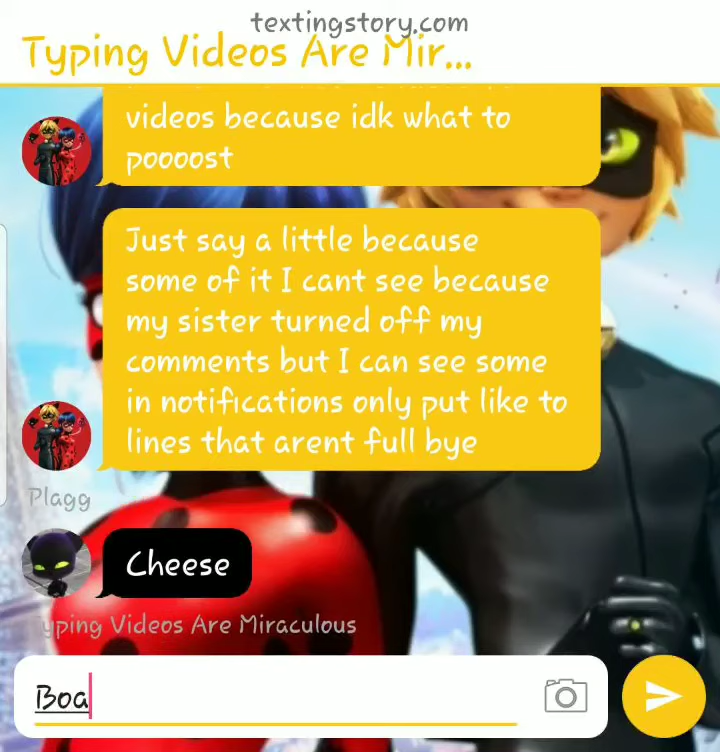 textingstory.com
Typing Videos Are Mir...
videos because idk what to
poooost
Just say a little because
some of it I cant see because
my sister turned off my
comments but I can see some
in notifications only put like to
lines that arent full bye
Plagg
Cheese
Typing Videos Are Miraculous
Boa